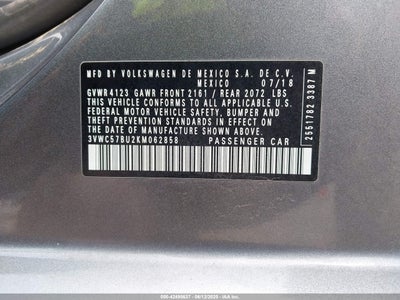 MFD BY VOLKSWAGEN DE MEXICO S.A. DE C.V.
MEXICO 07/18
GVWR 4123 GAWR FRONT 2161 / REAR 2072 LBS
THIS VEHICLE CONFORMS TO ALL APPLICABLE U.S.
FEDERAL MOTOR VEHICLE SAFETY, BUMPER AND
THEFT PREVENTION STANDARDS IN EFFECT ON THE
DATE OF MANUFACTURE SHOWN ABOVE.
3VWC57BU2KM062858 PASSENGER CAR
2551782 3387 M